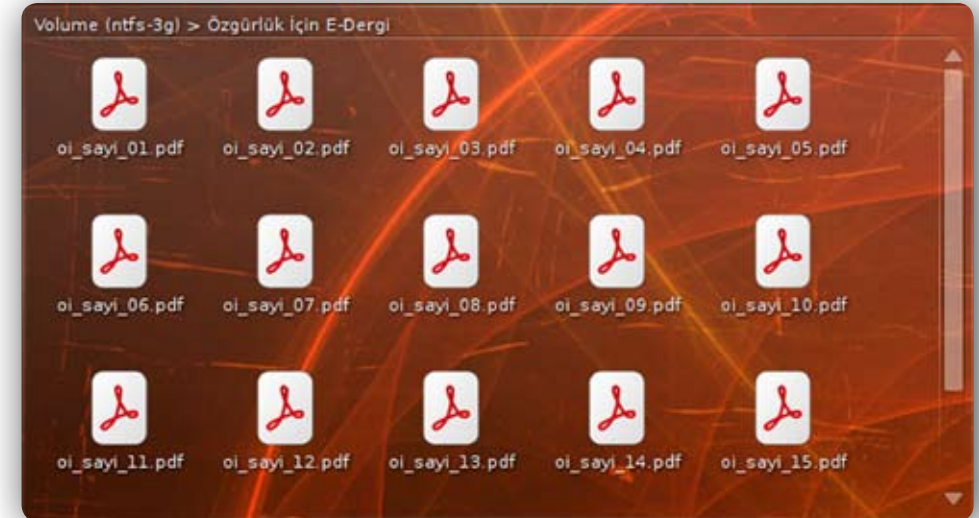 Volume (ntfs-3g) > Özgürlük İçin E-Dergi
oi_sayi_01.pdf oi_sayi_02.pdf oi_sayi_03.pdf oi_sayi_04.pdf oi_sayi_05.pdf
oi_sayi_06.pdf oi_sayi_07.pdf oi_sayi_08.pdf oi_sayi_09.pdf oi_sayi_10.pdf
oi_sayi_11.pdf oi_sayi_12.pdf oi_sayi_13.pdf oi_sayi_14.pdf oi_sayi_15.pdf